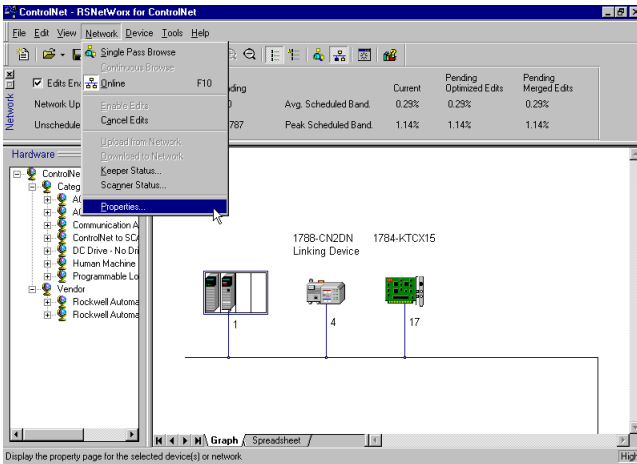 ControlNet - RSNetWorx for ControlNet
File Edit View Network Device Tools Help
Single Pass Browse
Continuous Browse
Online F10
Enable Edits
Cancel Edits
Upload from Network
Download to Network
Keeper Status...
Scanner Status...
Properties...
Network
Edits Ena
Network Up
Unschedule
nding
0
787
Current
Pending
Optimized Edits
Pending
Merged Edits
Avg. Scheduled Band. 0.29% 0.29% 0.29%
Peak Scheduled Band. 1.14% 1.14% 1.14%
Hardware
ControlNe
Categ
AC
AC
Communication A
ControlNet to SCA
DC Drive - No Dri
Human Machine
Programmable Lo
Vendor
Rockwell Automa
Rockwell Automa
1788-CN2DN
Linking Device
1784-KTCX15
1
4
17
Graph
Spreadsheet
Display the property page for the selected device(s) or network
High